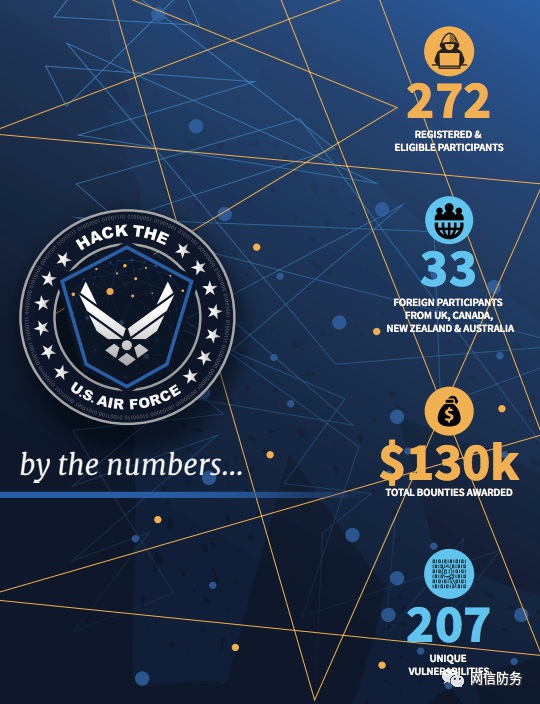 HACK THE
U.S. AIR FORCE
by the numbers...
272
REGISTERED &
ELIGIBLE PARTICIPANTS
33
FOREIGN PARTICIPANTS
FROM UK, CANADA,
NEW ZEALAND & AUSTRALIA
$130k
TOTAL BOUNTIES AWARDED
207
UNIQUE
VULNERABILITIES
网信防务